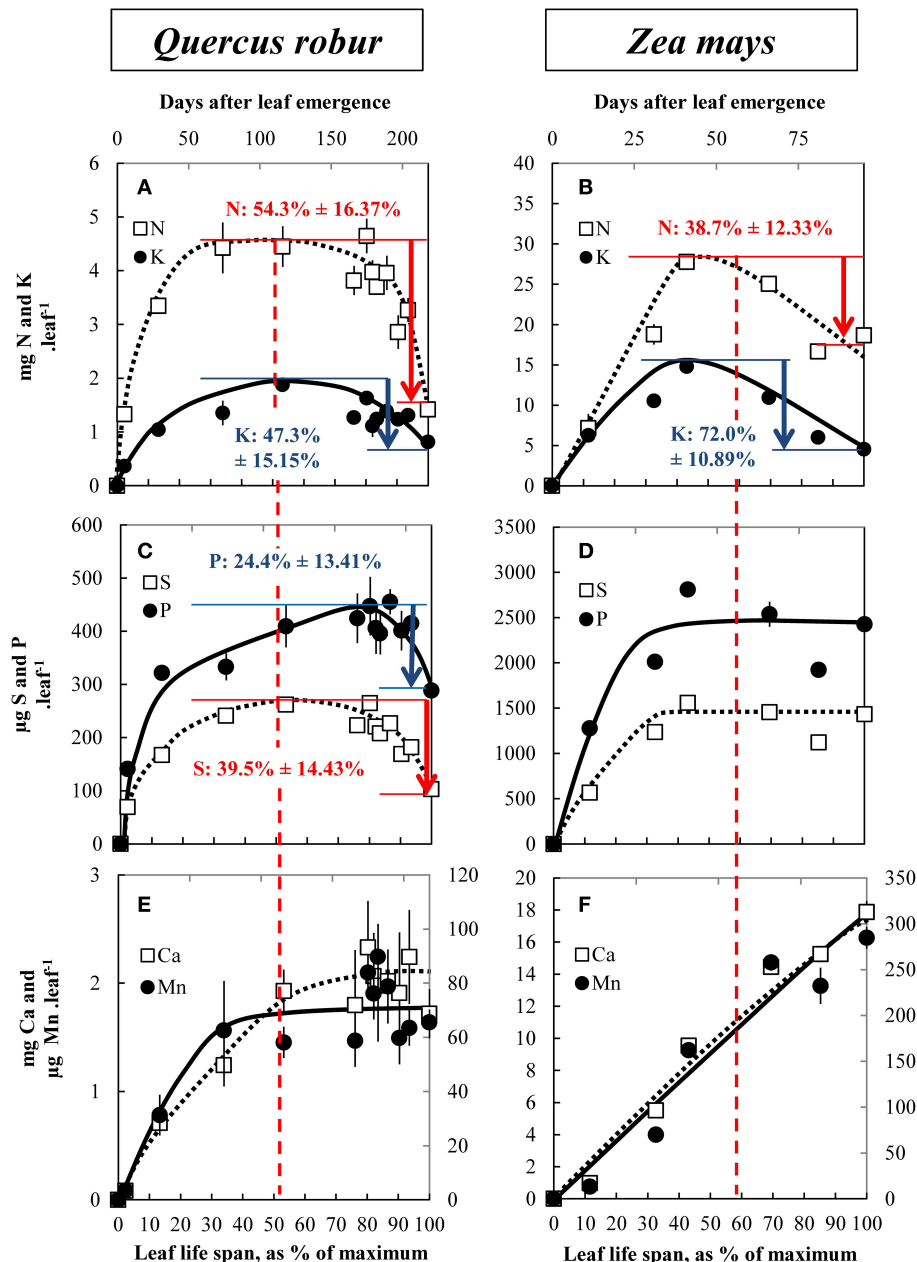 Quercus robur
Zea mays
Days after leaf emergence
Days after leaf emergence
0 50 100 150 200
0 25 50 75
mg N and K
.leaf-1
6
5
4
3
2
1
0
A
N
K
N: 54.3% ± 16.37%
K: 47.3%
± 15.15%
40
35
30
25
20
15
10
5
0
B
N
K
N: 38.7% ± 12.33%
K: 72.0%
± 10.89%
µg S and P
.leaf-1
600
500
400
300
200
100
0
C
S
P
P: 24.4% ± 13.41%
S: 39.5% ± 14.43%
3500
3000
2500
2000
1500
1000
500
0
D
S
P
mg Ca and
µg Mn .leaf-1
3
2
1
0
E
Ca
Mn
120
100
80
60
40
20
0
20
18
16
14
12
10
8
6
4
2
0
F
Ca
Mn
350
300
250
200
150
100
50
0
0 10 20 30 40 50 60 70 80 90 100
0 10 20 30 40 50 60 70 80 90 100
Leaf life span, as % of maximum
Leaf life span, as % of maximum